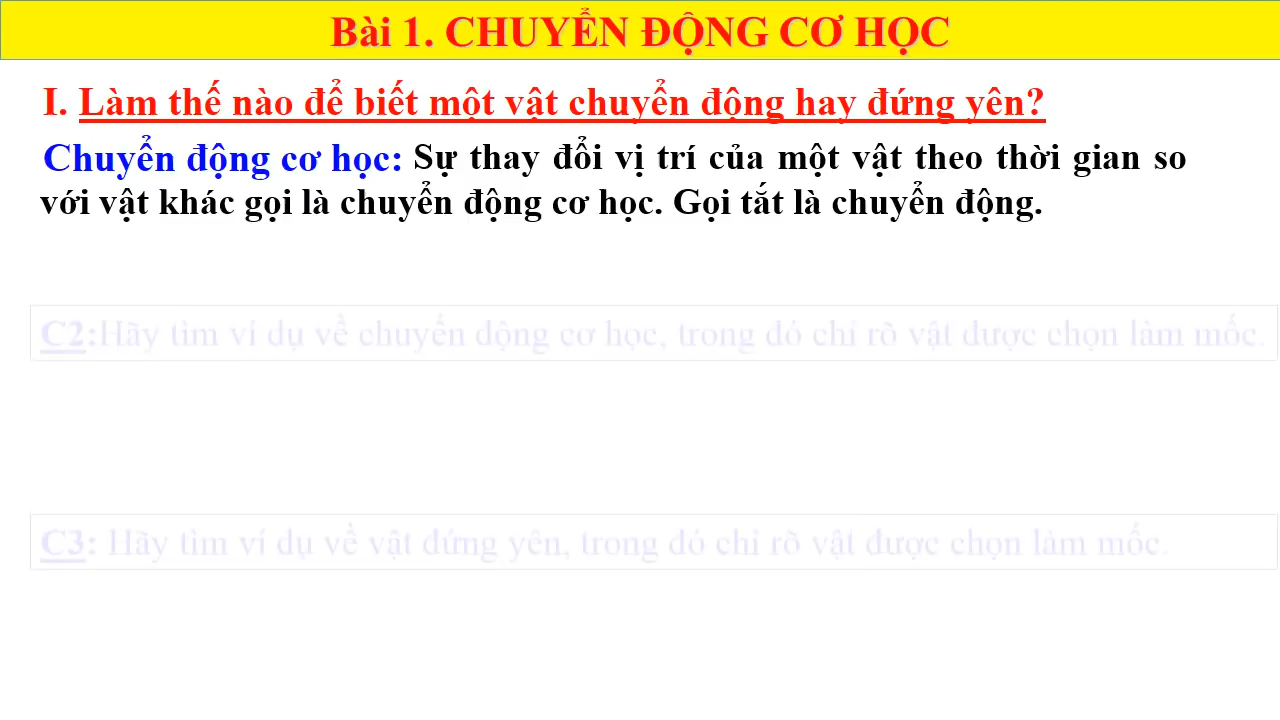 Bài 1. CHUYỂN ĐỘNG CƠ HỌC
I. Làm thế nào để biết một vật chuyển động hay đứng yên?
Chuyển động cơ học: Sự thay đổi vị trí của một vật theo thời gian so
với vật khác gọi là chuyển động cơ học. Gọi tắt là chuyển động.
C2:Hãy tìm ví dụ về chuyển động cơ học, trong đó chỉ rõ vật được chọn làm mốc.
C3: Hãy tìm ví dụ về vật đứng yên, trong đó chỉ rõ vật được chọn làm mốc.